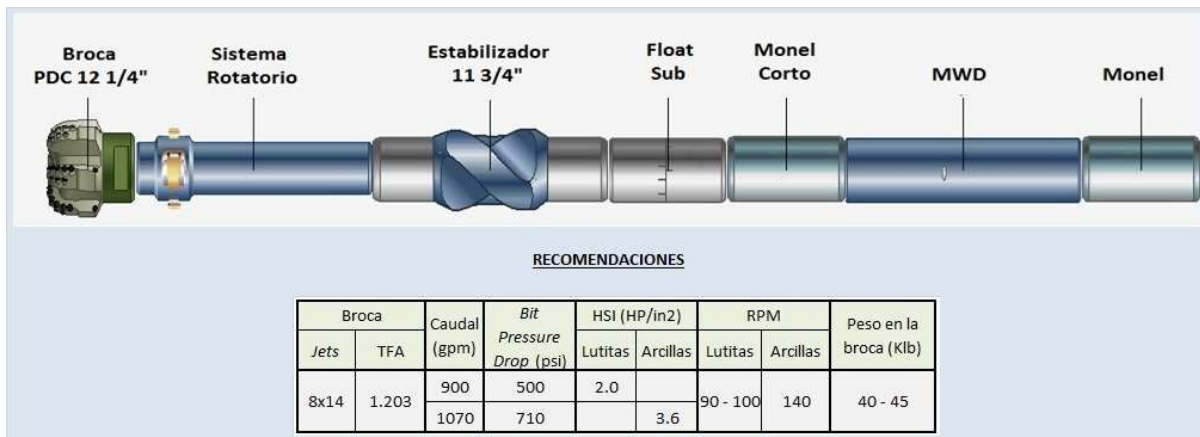 Broca
PDC 12 1/4"
Sistema
Rotatorio
Estabilizador
11 3/4"
Float
Sub
Monel
Corto
MWD
Monel
RECOMENDACIONES
Broca
Caudal
(gpm)
Bit
Pressure
Drop (psi)
HSI (HP/in2)
RPM
Peso en la
broca (Klb)
Jets
TFA
Lutitas
Arcillas
Lutitas
Arcillas
8x14
1.203
900
500
2.0
90 - 100
140
40 - 45
1070
710
3.6